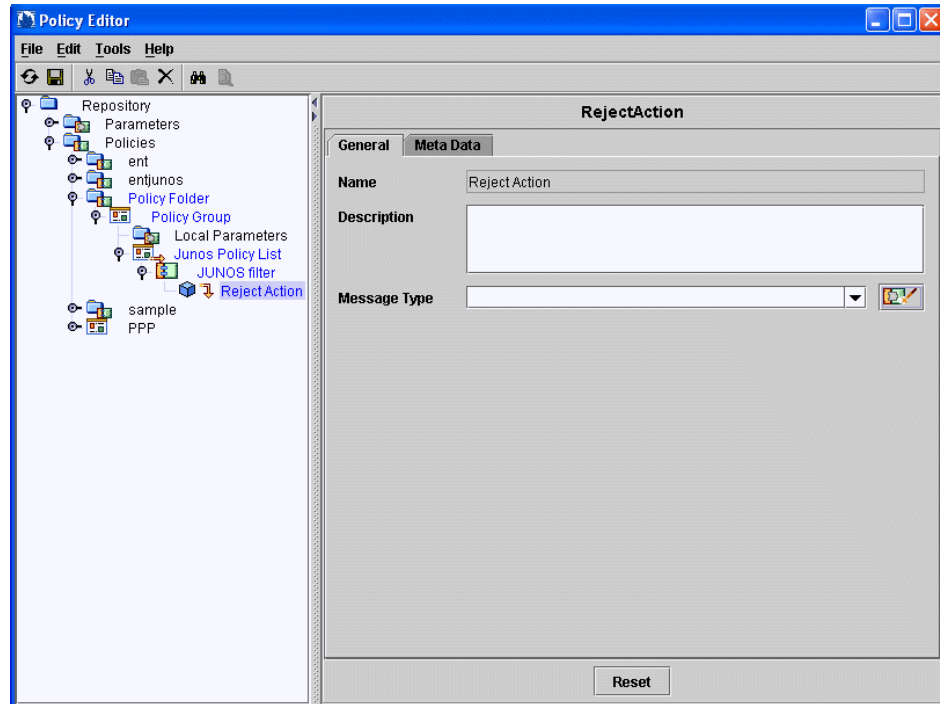 Policy Editor
File Edit Tools Help
Repository
Parameters
Policies
ent
entjunos
Policy Folder
Policy Group
Local Parameters
Junos Policy List
JUNOS filter
Reject Action
sample
PPP
RejectAction
General Meta Data
Name Reject Action
Description
Message Type
Reset